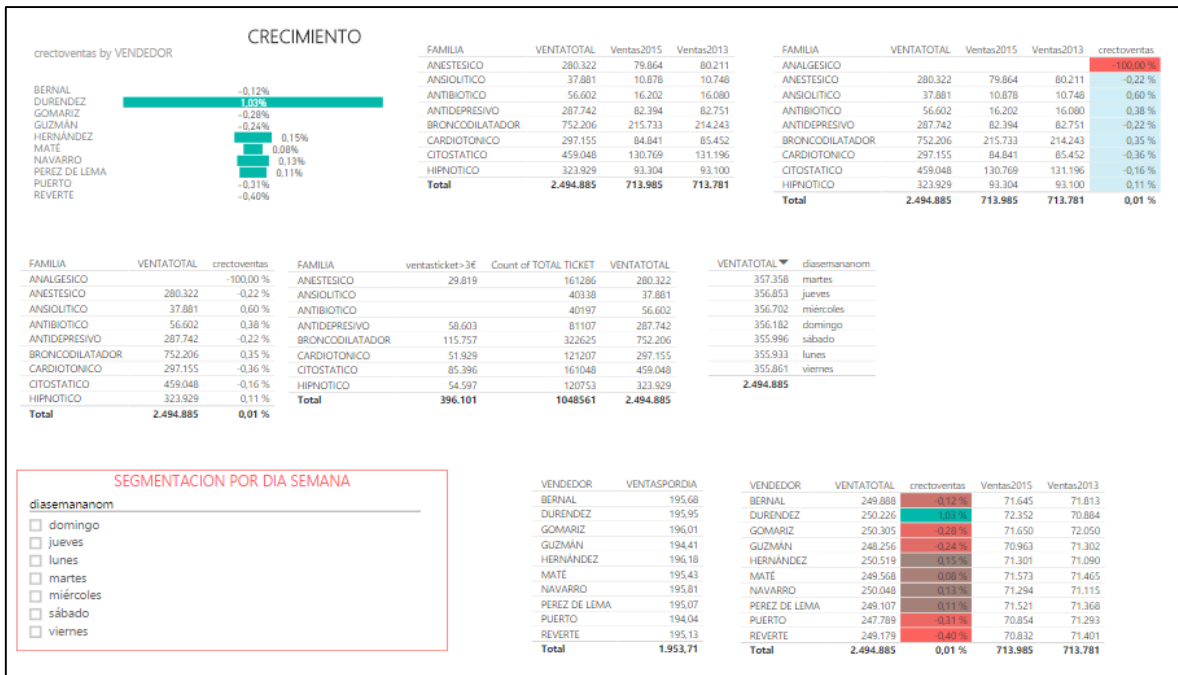 CRECIMIENTO
crectoventas by VENDEDOR
BERNAL -0,12%
DURENDEZ 1,03%
GOMARIZ -0,28%
GUZMÁN -0,24%
HERNÁNDEZ 0,15%
MATÉ 0,08%
NAVARRO 0,13%
PEREZ DE LEMA 0,11%
PUERTO -0,31%
REVERTE -0,40%
FAMILIA VENTATOTAL Ventas2015 Ventas2013
ANESTESICO 280.322 79.864 80.211
ANSIOLITICO 37.881 10.878 10.748
ANTIBIOTICO 56.602 16.202 16.080
ANTIDEPRESIVO 287.742 82.394 82.751
BRONCODILATADOR 752.206 215.733 214.243
CARDIOTONICO 297.155 84.841 85.452
CITOSTATICO 459.048 130.769 131.196
HIPNOTICO 323.929 93.304 93.100
Total 2.494.885 713.985 713.781
FAMILIA VENTATOTAL Ventas2015 Ventas2013 crectoventas
ANALGESICO -100,00 %
ANESTESICO 280.322 79.864 80.211 -0,22 %
ANSIOLITICO 37.881 10.878 10.748 0,60 %
ANTIBIOTICO 56.602 16.202 16.080 0,38 %
ANTIDEPRESIVO 287.742 82.394 82.751 -0,22 %
BRONCODILATADOR 752.206 215.733 214.243 0,35 %
CARDIOTONICO 297.155 84.841 85.452 -0,36 %
CITOSTATICO 459.048 130.769 131.196 -0,16 %
HIPNOTICO 323.929 93.304 93.100 0,11 %
Total 2.494.885 713.985 713.781 0,01 %
FAMILIA VENTATOTAL crectoventas
ANALGESICO -100,00 %
ANESTESICO 280.322 -0,22 %
ANSIOLITICO 37.881 0,60 %
ANTIBIOTICO 56.602 0,38 %
ANTIDEPRESIVO 287.742 -0,22 %
BRONCODILATADOR 752.206 0,35 %
CARDIOTONICO 297.155 -0,36 %
CITOSTATICO 459.048 -0,16 %
HIPNOTICO 323.929 0,11 %
Total 2.494.885 0,01 %
FAMILIA ventasticket>3€ Count of TOTAL TICKET VENTATOTAL
ANESTESICO 29.819 161286 280.322
ANSIOLITICO 40338 37.881
ANTIBIOTICO 40197 56.602
ANTIDEPRESIVO 58.603 81107 287.742
BRONCODILATADOR 115.757 322625 752.206
CARDIOTONICO 51.929 121207 297.155
CITOSTATICO 85.396 161048 459.048
HIPNOTICO 54.597 120753 323.929
Total 396.101 1048561 2.494.885
VENTATOTAL diasemananom
357.358 martes
356.853 jueves
356.702 miércoles
356.182 domingo
355.996 sábado
355.933 lunes
355.861 viernes
2.494.885
SEGMENTACION POR DIA SEMANA
diasemananom
domingo
jueves
lunes
martes
miércoles
sábado
viernes
VENDEDOR VENTASPORDIA
BERNAL 195,68
DURENDEZ 195,95
GOMARIZ 196,01
GUZMÁN 194,41
HERNÁNDEZ 196,18
MATÉ 195,43
NAVARRO 195,81
PEREZ DE LEMA 195,07
PUERTO 194,04
REVERTE 195,13
Total 1.953,71
VENDEDOR VENTATOTAL crectoventas Ventas2015 Ventas2013
BERNAL 249.888 -0,12 % 71.645 71.813
DURENDEZ 250.226 1,03 % 72.352 70.884
GOMARIZ 250.305 -0,28 % 71.650 72.050
GUZMÁN 248.256 -0,24 % 70.963 71.302
HERNÁNDEZ 250.519 0,15 % 71.301 71.090
MATÉ 249.568 0,08 % 71.573 71.465
NAVARRO 250.048 0,13 % 71.294 71.115
PEREZ DE LEMA 249.107 0,11 % 71.521 71.368
PUERTO 247.789 -0,31 % 70.854 71.293
REVERTE 249.179 -0,40 % 70.832 71.401
Total 2.494.885 0,01 % 713.985 713.781